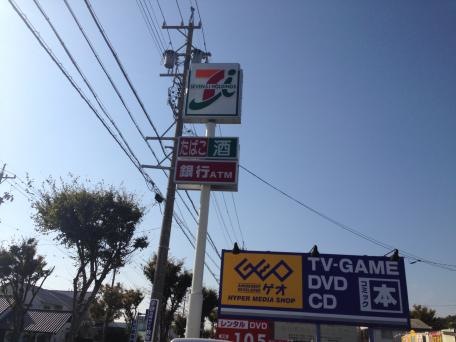 SEVEN & i HOLDINGS
たばこ 酒
銀行ATM
GEO
ゲオ
HYPER MEDIA SHOP
TV-GAME
DVD
CD
コミック
本
レンタル DVD
105